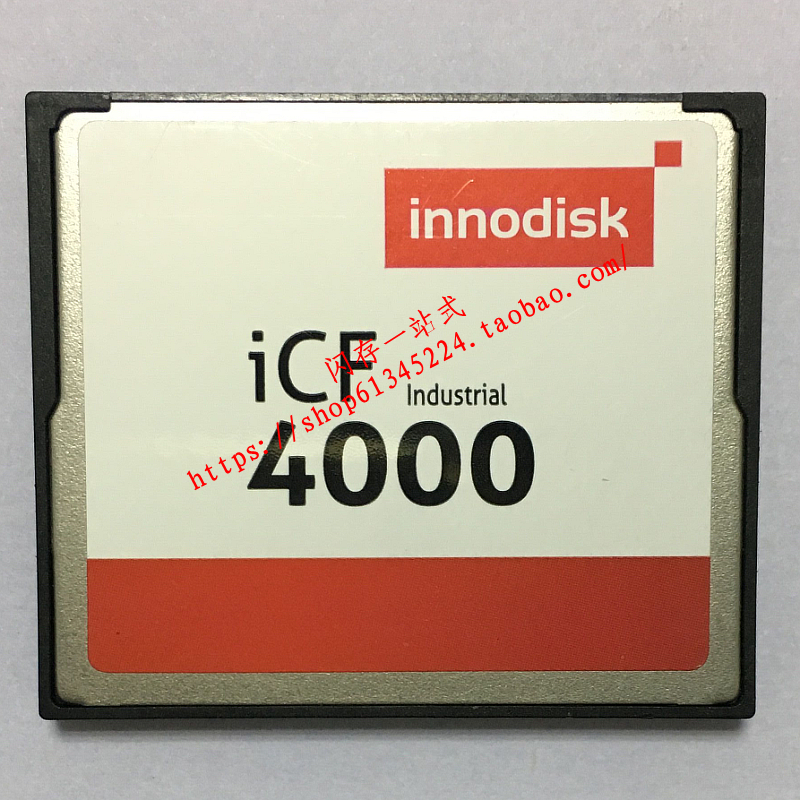 innodisk
iCF Industrial
4000
闪存一站式
https://shop61345224.taobao.com/